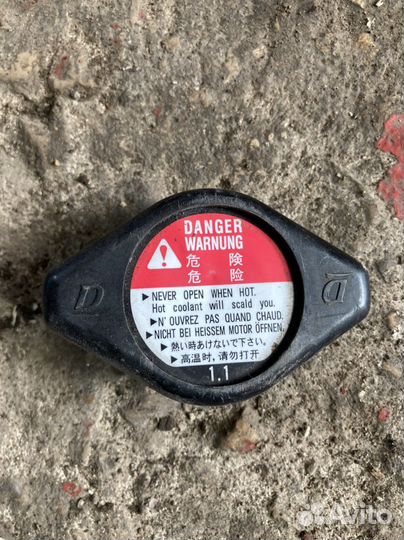 DANGER
WARNUNG
危 険
危 险
▶ NEVER OPEN WHEN HOT.
Hot coolant will scald you.
▶ N'OUVREZ PAS QUAND CHAUD.
▶ NICHT BEI HEISSEM MOTOR ÖFFNEN.
▶ 熱い時あけないで下さい。
▶ 高温时,请勿打开
1.1
D
D
Avito